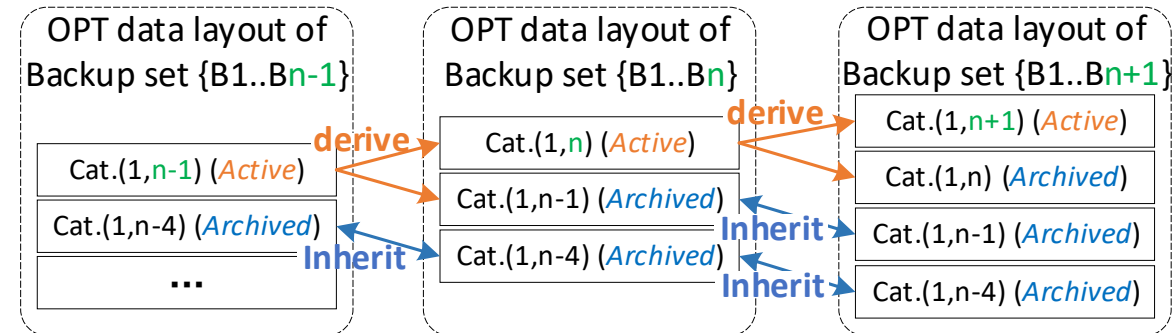 OPT data layout of
Backup set {B1..Bn-1}
Cat.(1,n-1) (Active)
Cat.(1,n-4) (Archived)
...
derive
Inherit
OPT data layout of
Backup set {B1..Bn}
Cat.(1,n) (Active)
Cat.(1,n-1) (Archived)
Cat.(1,n-4) (Archived)
derive
Inherit
Inherit
OPT data layout of
Backup set {B1..Bn+1}
Cat.(1,n+1) (Active)
Cat.(1,n) (Archived)
Cat.(1,n-1) (Archived)
Cat.(1,n-4) (Archived)